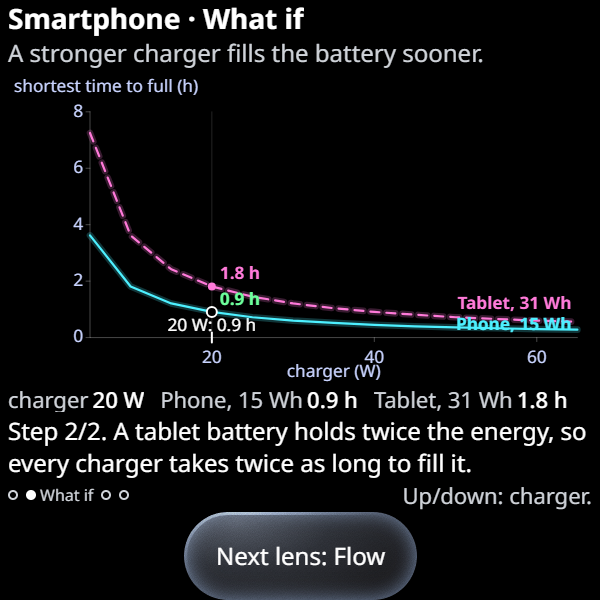 Smartphone · What if
A stronger charger fills the battery sooner.
shortest time to full (h)
8
6
4
2
0
1.8 h
0.9 h
20 W: 0.9 h
Tablet, 31 Wh
Phone, 15 Wh
20
40
60
charger (W)
charger 20 W Phone, 15 Wh 0.9 h Tablet, 31 Wh 1.8 h
Step 2/2. A tablet battery holds twice the energy, so
every charger takes twice as long to fill it.
What if
Up/down: charger.
Next lens: Flow